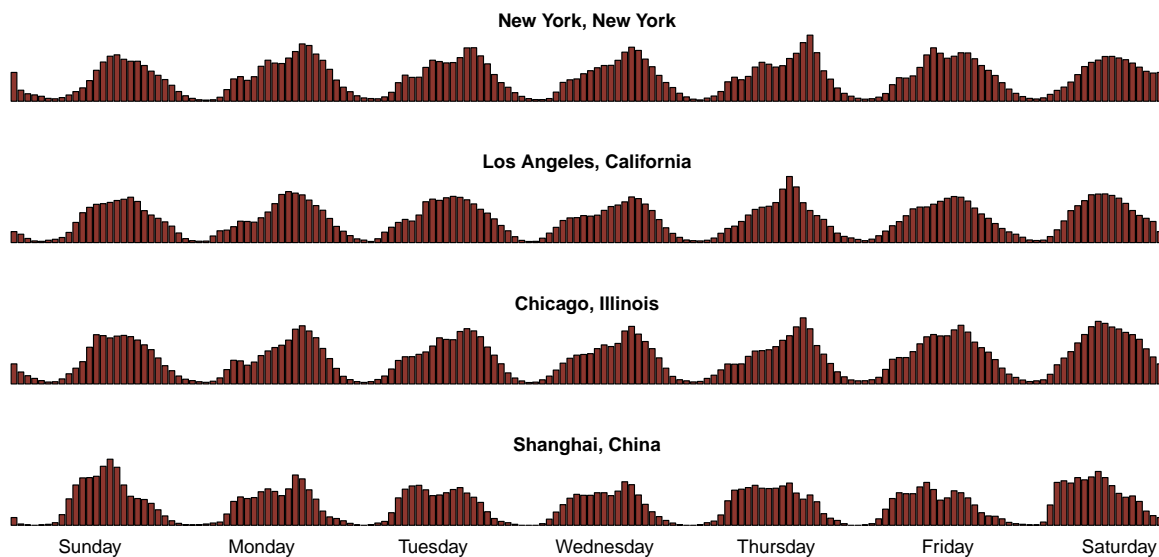 New York, New York
Los Angeles, California
Chicago, Illinois
Shanghai, China
Sunday Monday Tuesday Wednesday Thursday Friday Saturday